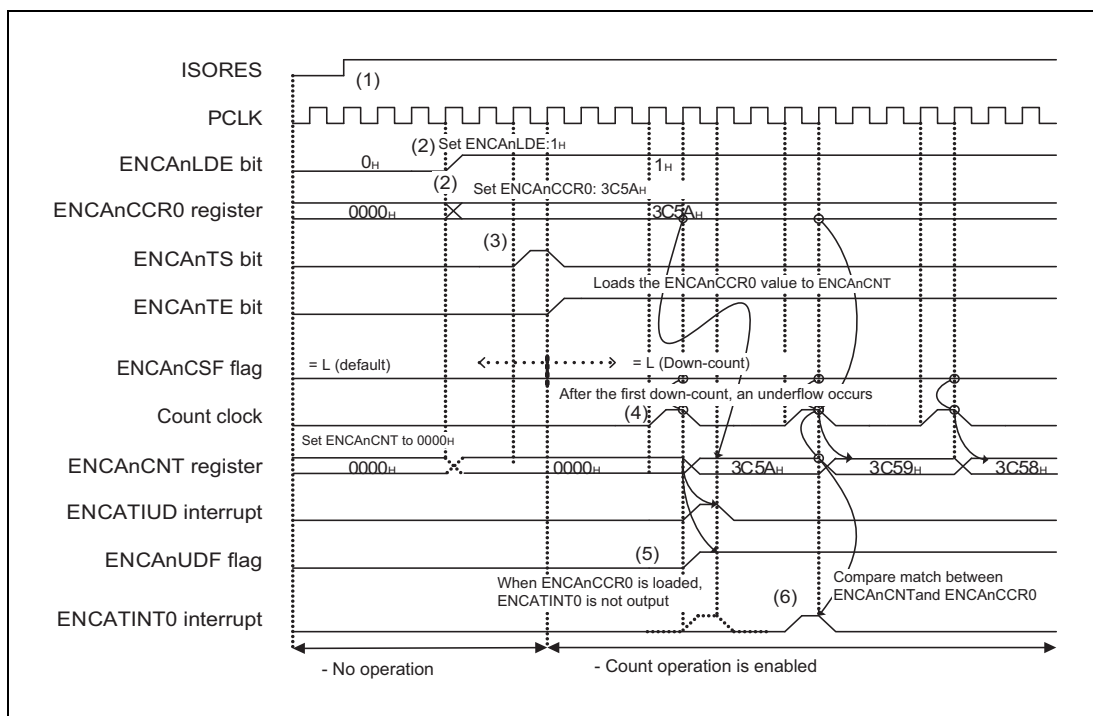 ISORES
(1)
PCLK
(2) Set ENCAnLDE:1H
ENCAnLDE bit
0H
1H
(2)
Set ENCAnCCR0: 3C5AH
ENCAnCCR0 register
0000H
3C5AH
(3)
ENCAnTS bit
Loads the ENCAnCCR0 value to ENCAnCNT
ENCAnTE bit
ENCAnCSF flag
= L (default)
= L (Down-count)
After the first down-count, an underflow occurs
Count clock
(4)
Set ENCAnCNT to 0000H
ENCAnCNT register
0000H
0000H
3C5AH
3C59H
3C58H
ENCATIUD interrupt
ENCAnUDF flag
(5)
When ENCAnCCR0 is loaded,
ENCATINT0 is not output
(6)
Compare match between
ENCAnCNTand ENCAnCCR0
ENCATINT0 interrupt
- No operation
- Count operation is enabled